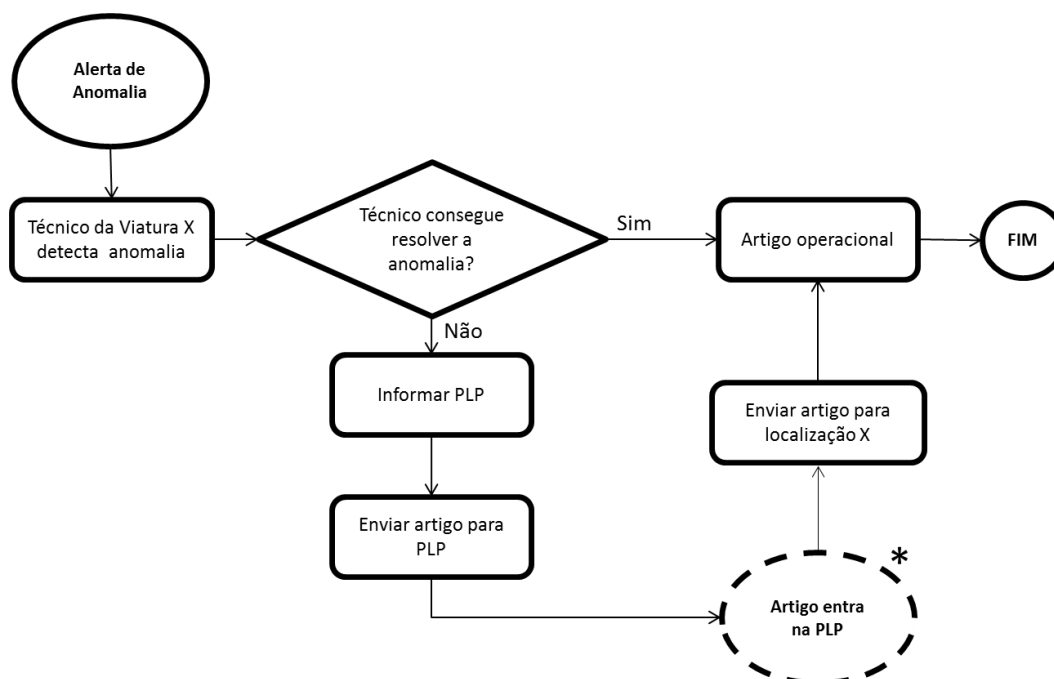 Alerta de
Anomalia
Técnico da Viatura X
detecta anomalia
Técnico consegue
resolver a
anomalia?
Sim
Artigo operacional
FIM
Não
Informar PLP
Enviar artigo para
PLP
Enviar artigo para
localização X
Artigo entra
na PLP
*